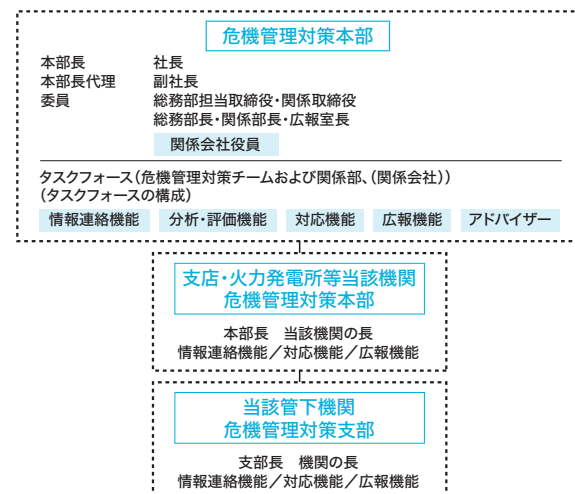 危機管理対策本部
本部長 社長
本部長代理 副社長
委員 総務部担当取締役・関係取締役
総務部長・関係部長・広報室長
関係会社役員
タスクフォース(危機管理対策チームおよび関係部、(関係会社))
(タスクフォースの構成)
情報連絡機能 分析・評価機能 対応機能 広報機能 アドバイザー
支店・火力発電所等当該機関
危機管理対策本部
本部長 当該機関の長
情報連絡機能/対応機能/広報機能
当該管下機関
危機管理対策支部
支部長 機関の長
情報連絡機能/対応機能/広報機能